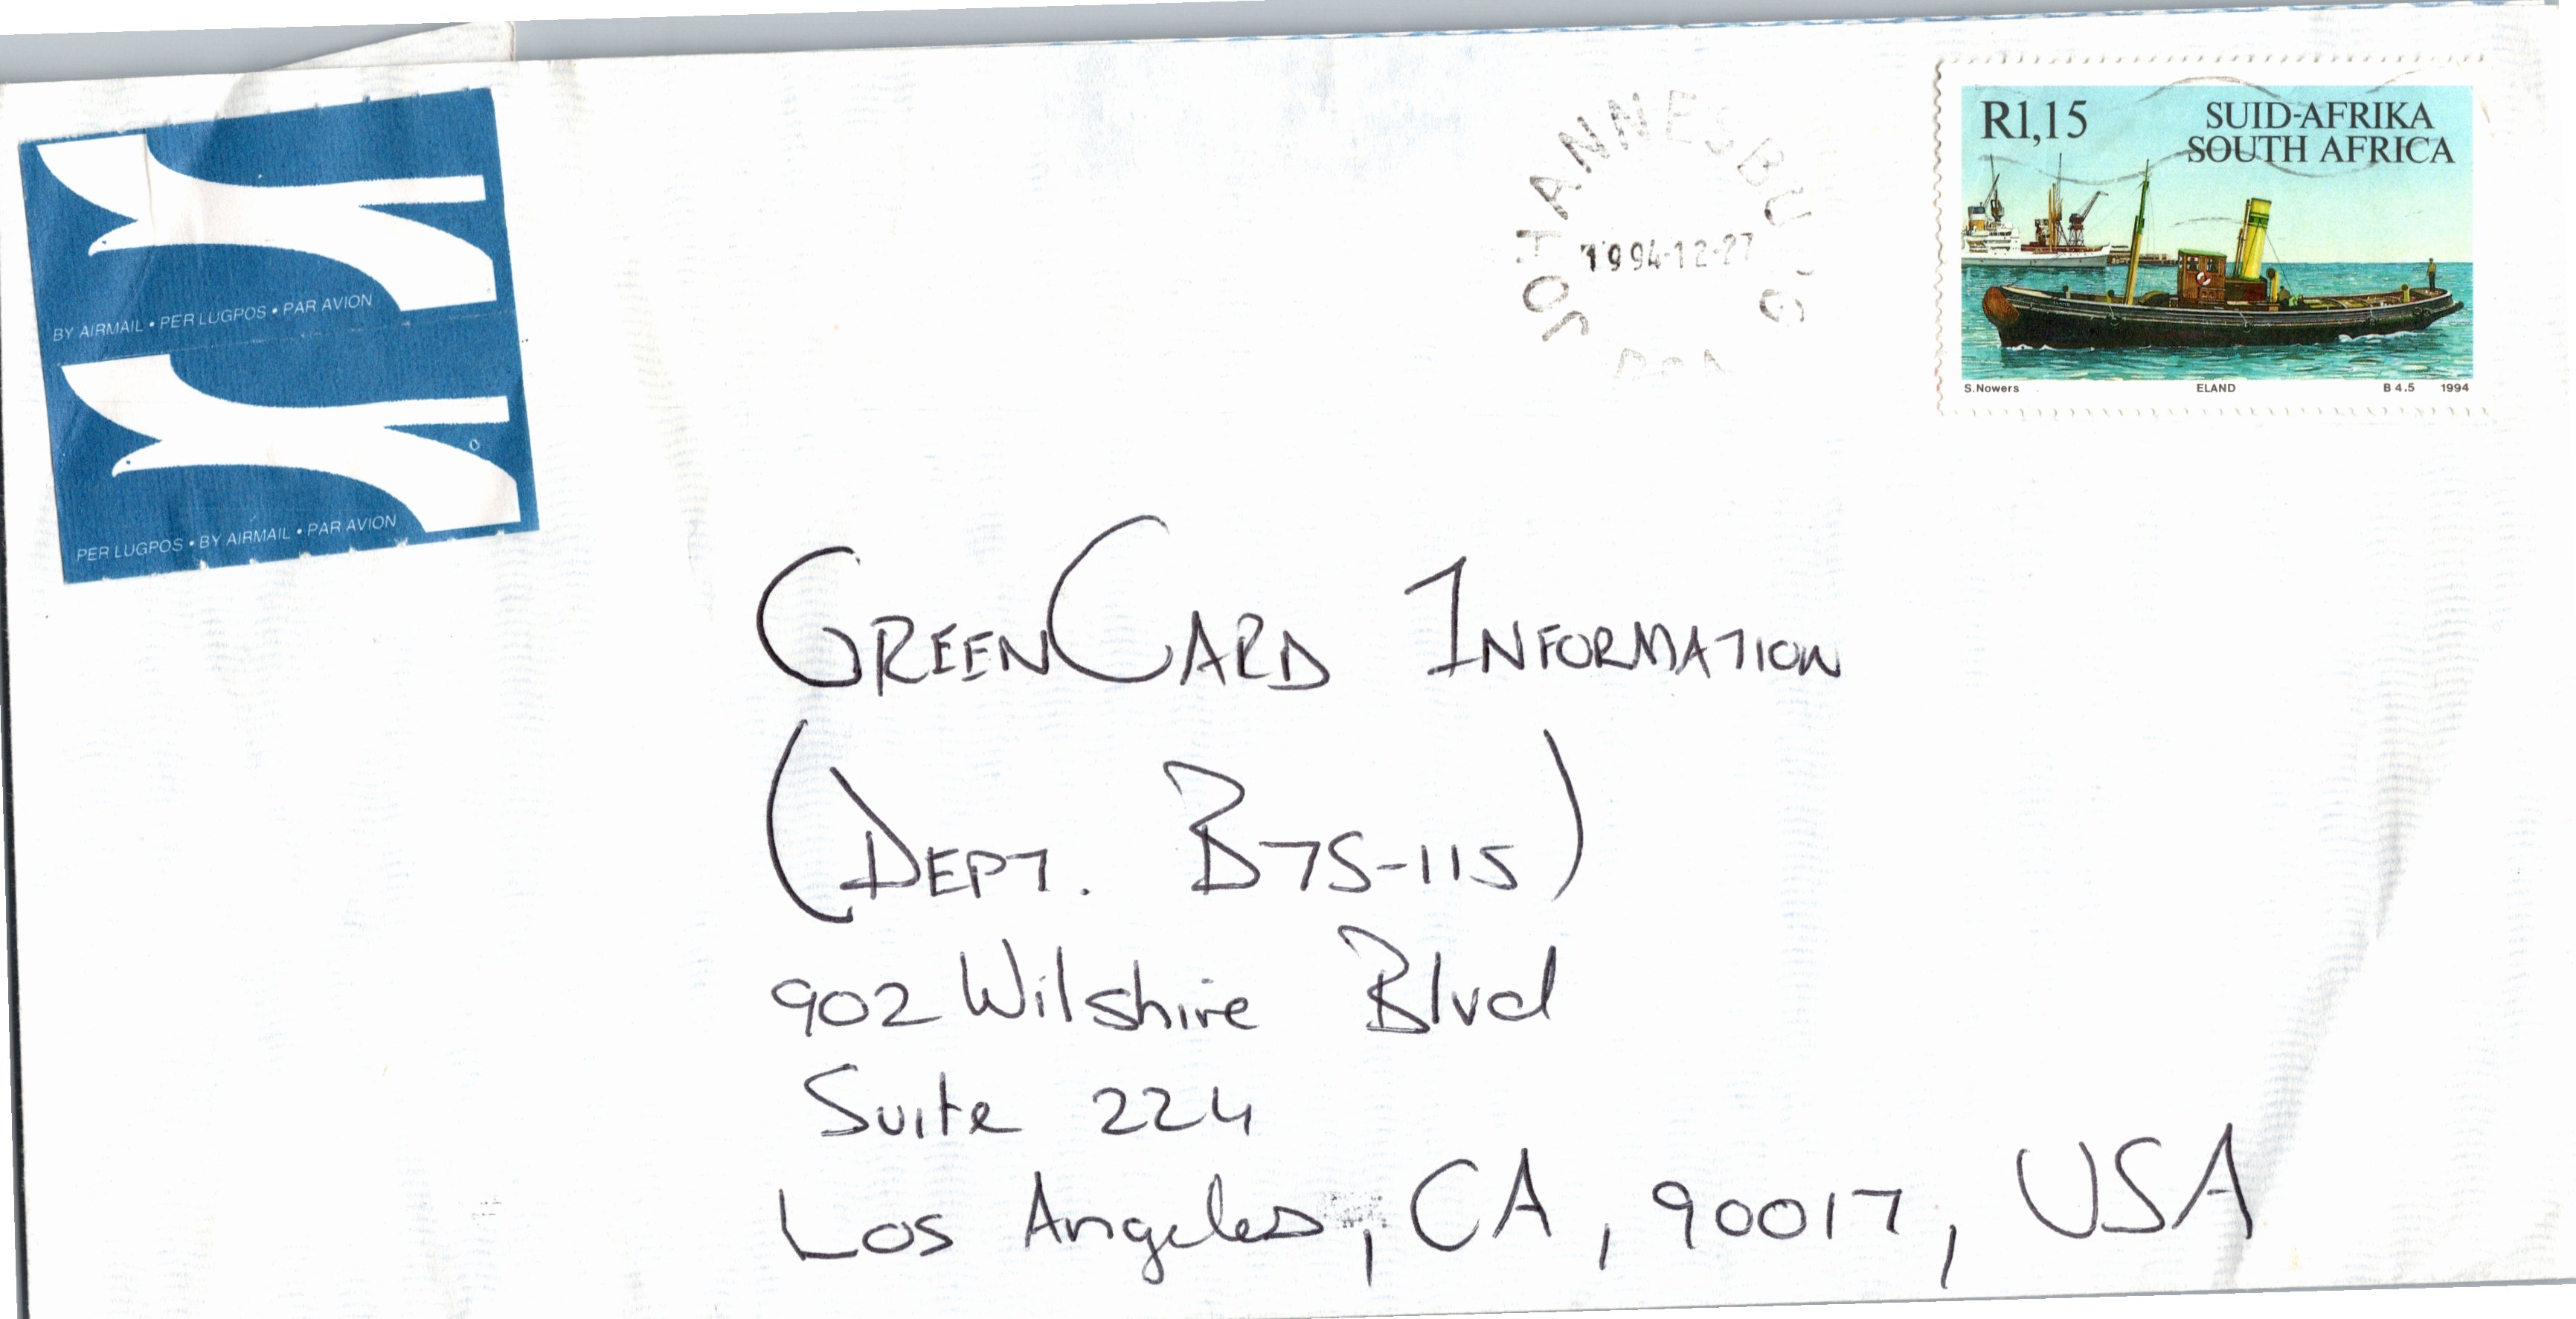 BY AIRMAIL • PER LUGPOS • PAR AVION
PER LUGPOS • BY AIRMAIL • PAR AVION
JOHANNESBURG
1994-12-27
R1,15
SUID-AFRIKA
SOUTH AFRICA
S.Nowers ELAND B 4.5 1994
GREENCARD INFORMATION
(DEPT. B75-115)
902 Wilshire Blvd
Suite 224
Los Angeles, CA, 90017, USA